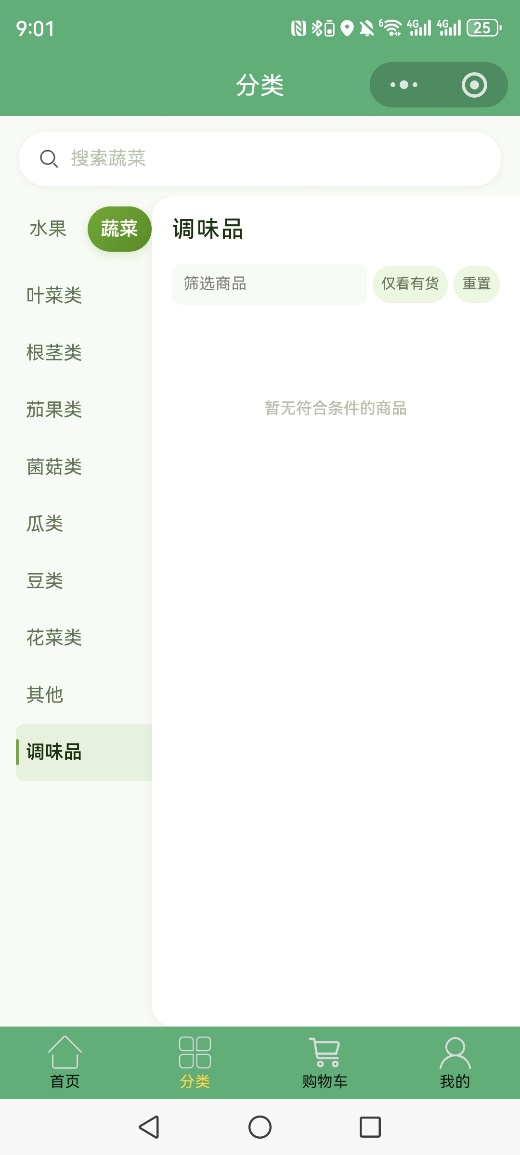 9:01
6 4G 4G 25
分类
搜索蔬菜
水果 蔬菜
调味品
筛选商品 仅看有货 重置
叶菜类
根茎类
茄果类
暂无符合条件的商品
菌菇类
瓜类
豆类
花菜类
其他
调味品
首页 分类 购物车 我的